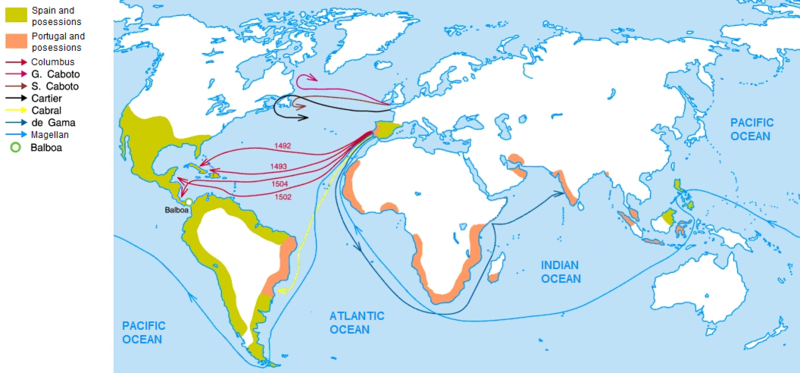 Spain and
posesions
Portugal and
posessions
Columbus
G. Caboto
S. Caboto
Cartier
Cabral
de Gama
Magellan
Balboa
1492
1493
1504
1502
Balboa
PACIFIC
OCEAN
INDIAN
OCEAN
ATLANTIC
OCEAN
PACIFIC
OCEAN